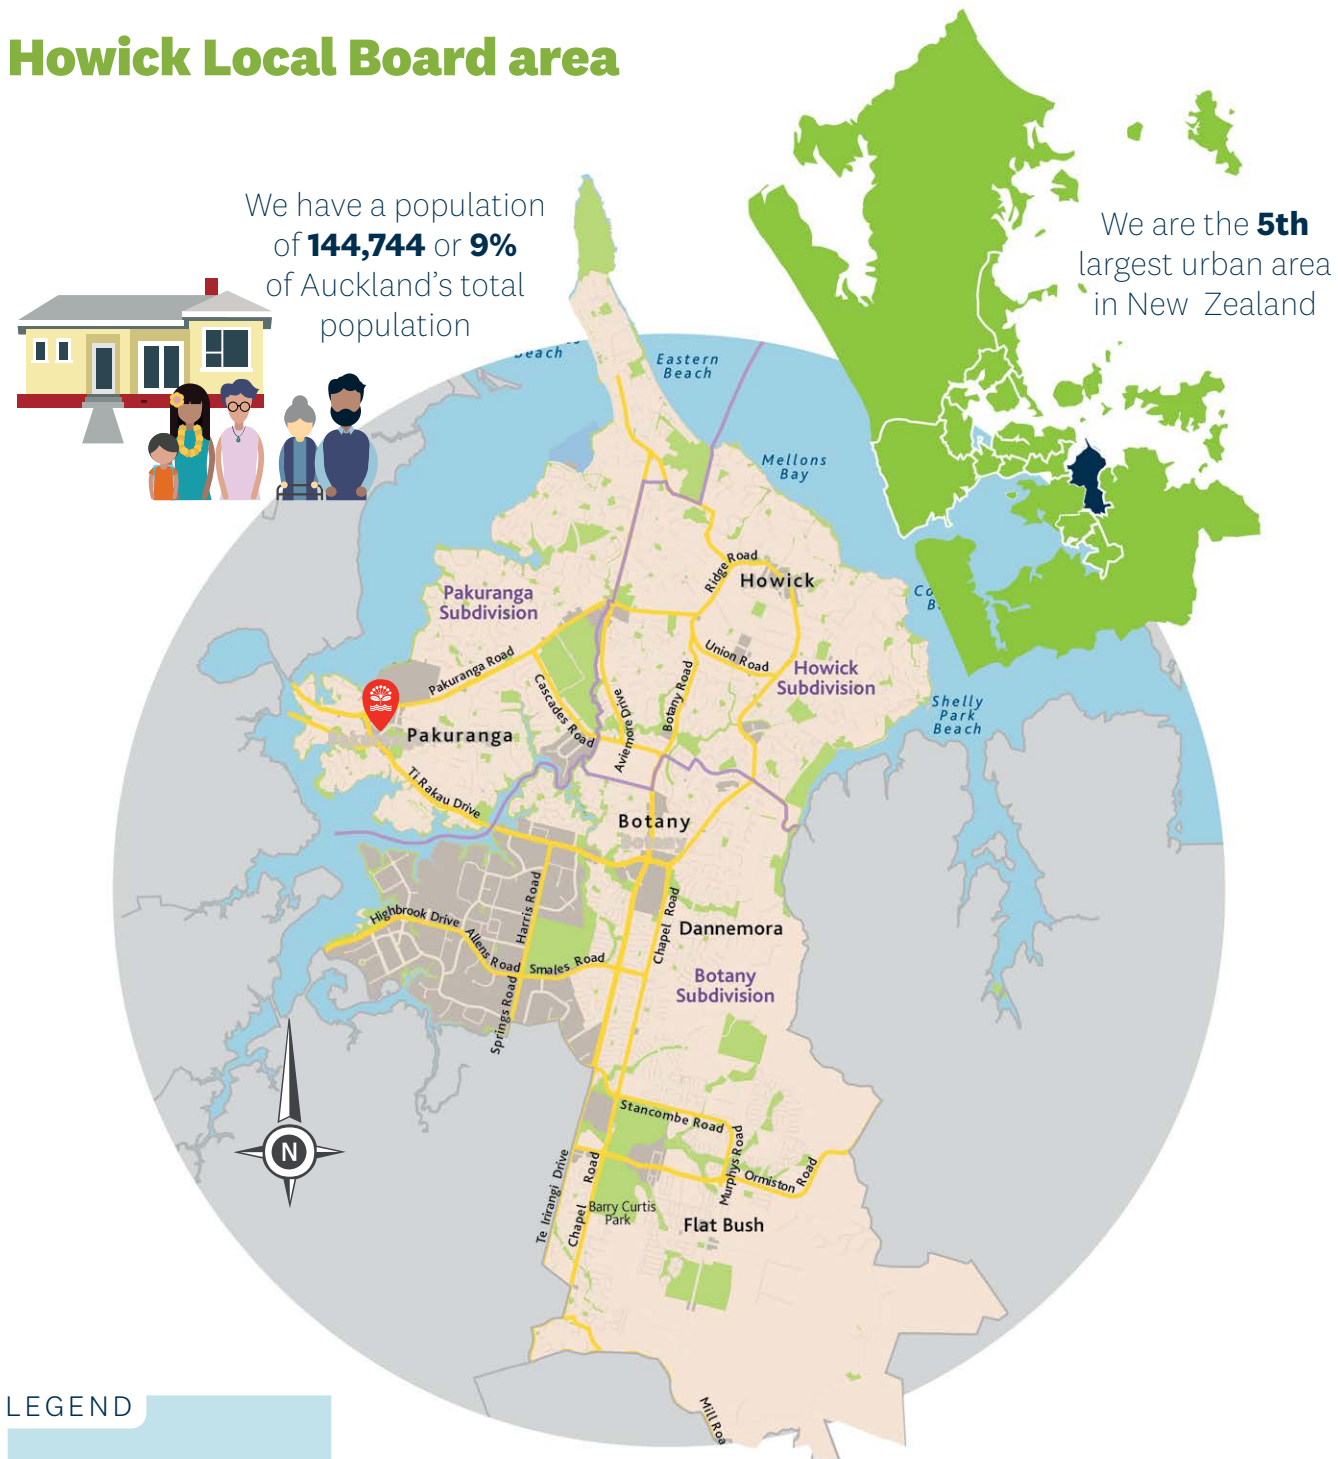 Howick Local Board area
We have a population
of 144,744 or 9%
of Auckland's total
population
We are the 5th
largest urban area
in New Zealand
Beach
Eastern
Beach
Mellons
Bay
Ridge Road
Howick
Pakuranga
Subdivision
Pakuranga Road
Union Road
Howick
Subdivision
Cascades Road
Aviemore Drive
Botany Road
Shelly
Park
Beach
Pakuranga
Ti Rakau Drive
Botany
Botany
Highbrook Drive
Harris Road
Allens Road
Smales Road
Springs Road
Chapel Road
Dannemora
Botany
Subdivision
Stancombe Road
Murphys Road
Ormiston Road
Te Irirangi Drive
Chapel Road
Barry Curtis
Park
Flat Bush
N
Mill Roa
LEGEND